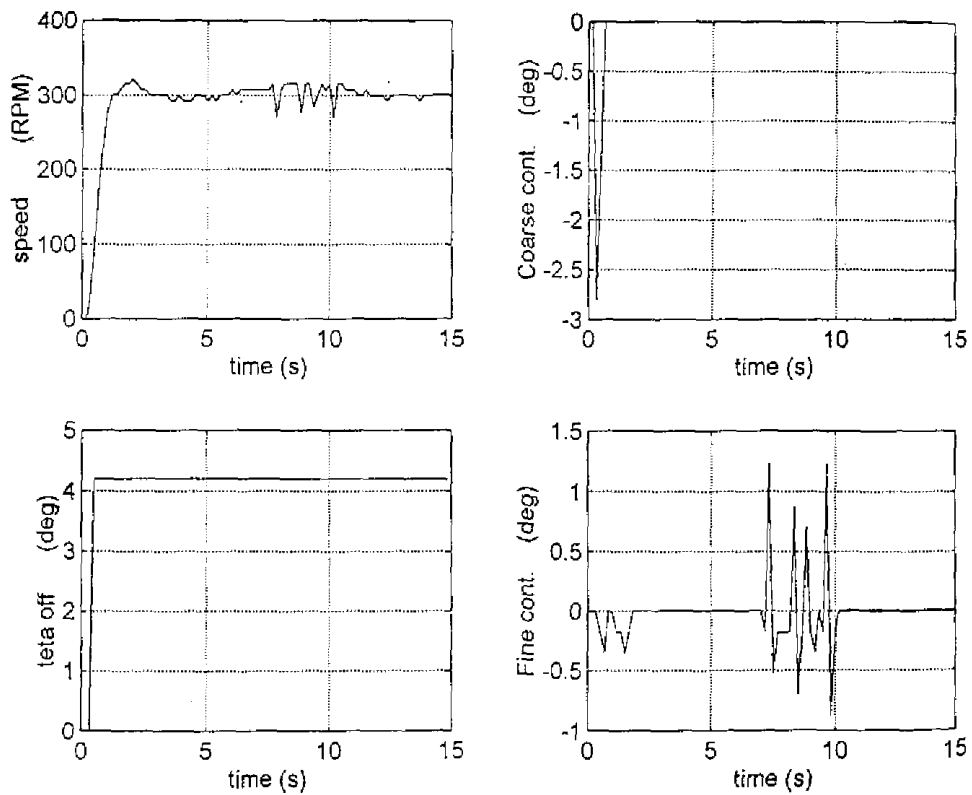 400
300
200
100
0
speed (RPM)
0 5 10 15
time (s)
0
-0.5
-1
-1.5
-2
-2.5
-3
Coarse cont. (deg)
0 5 10 15
time (s)
5
4
3
2
1
0
teta off (deg)
0 5 10 15
time (s)
1.5
1
0.5
0
-0.5
-1
Fine cont. (deg)
0 5 10 15
time (s)